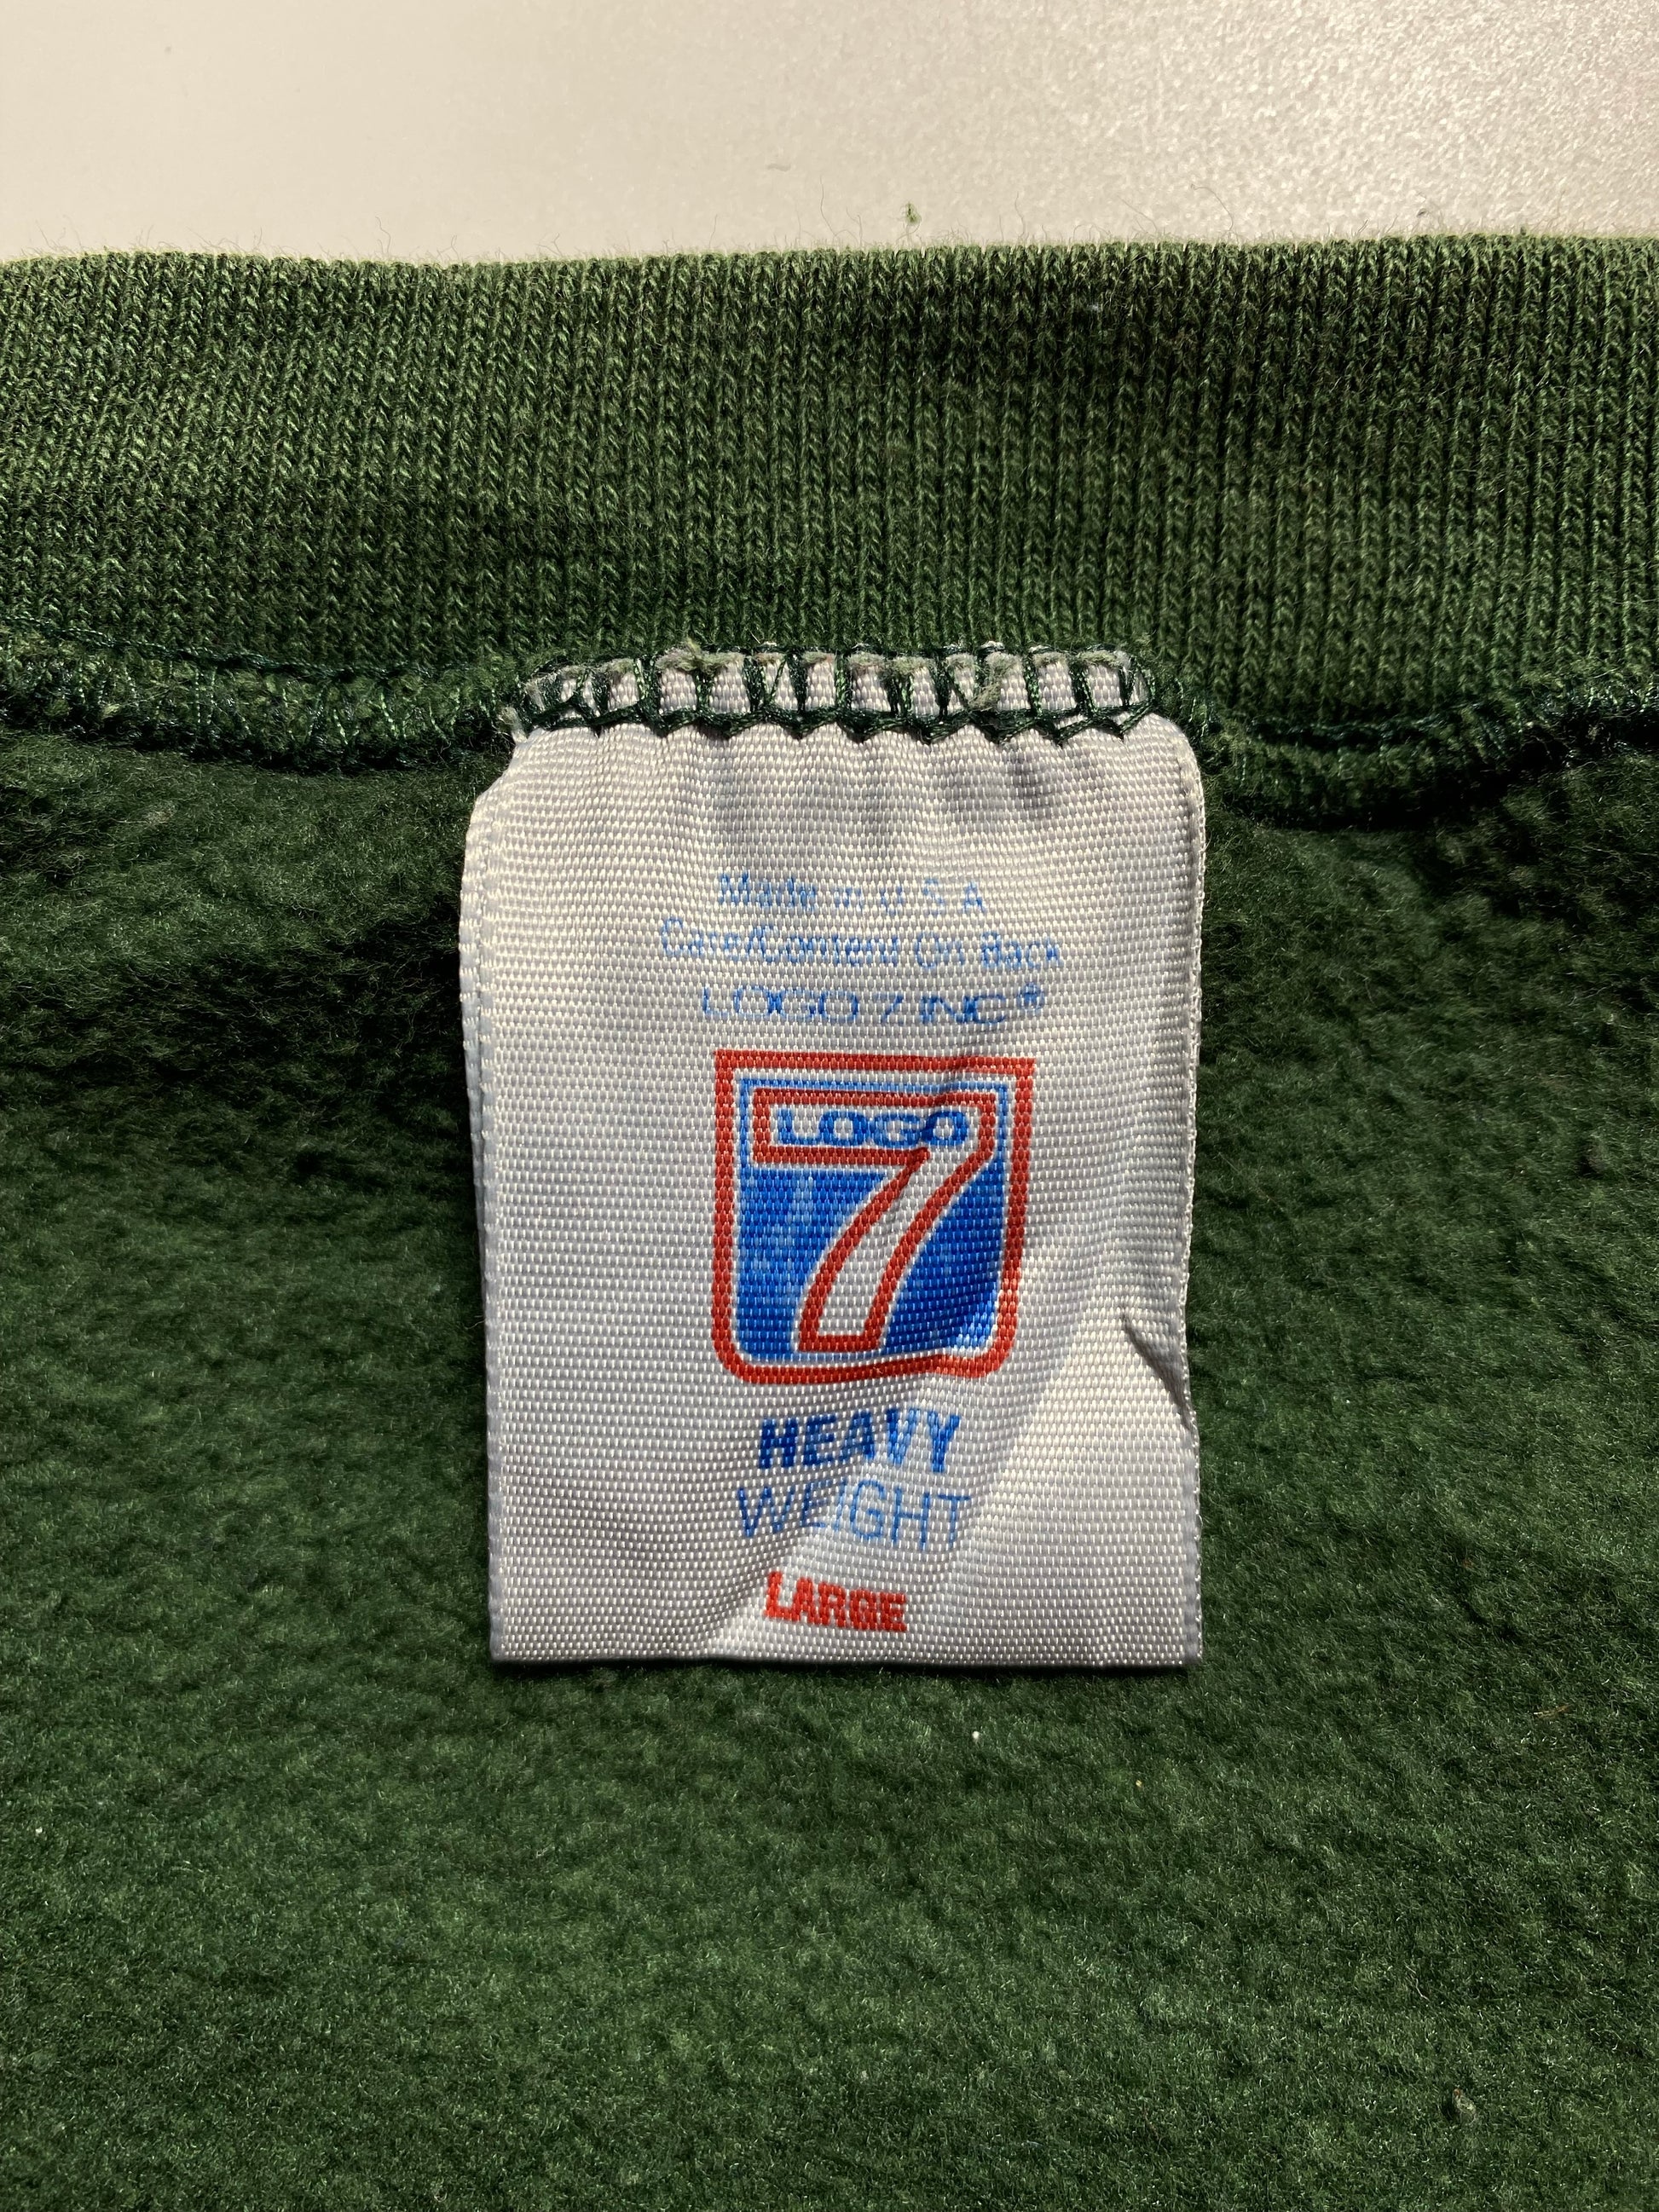 Made in U.S.A
Care/Content On Back
LOGO 7, INC®
LOGO
7
HEAVY
WEIGHT
LARGE